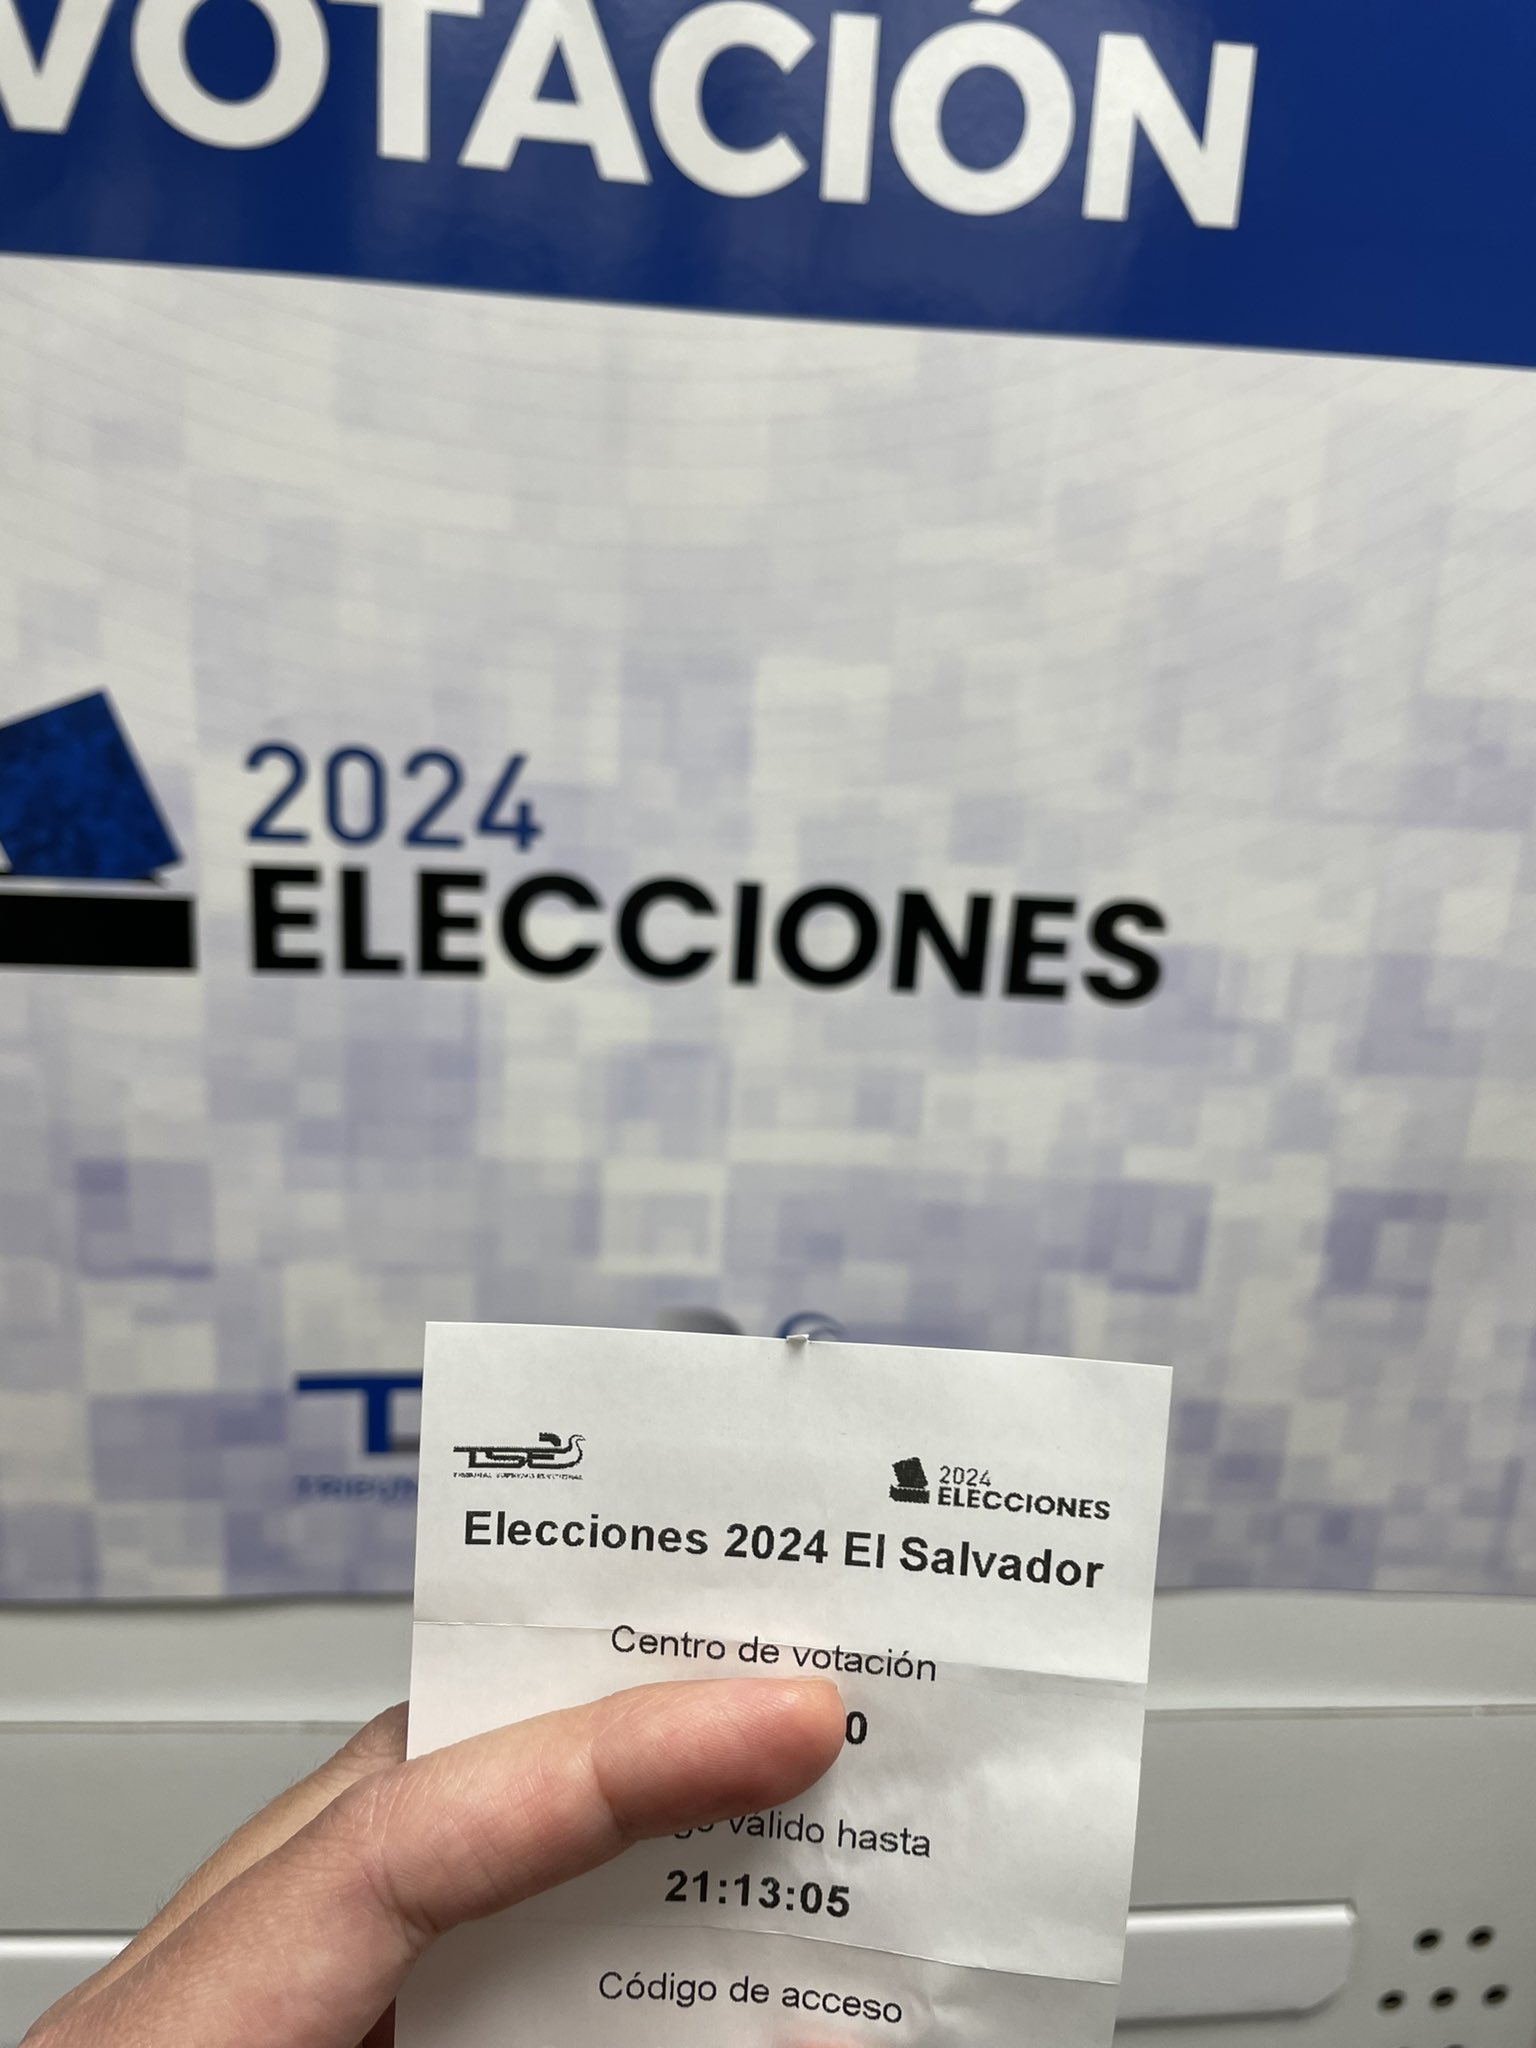 VOTACIÓN
2024
ELECCIONES
TSE
2024
ELECCIONES
Elecciones 2024 El Salvador
Centro de votación
0
válido hasta
21:13:05
Código de acceso